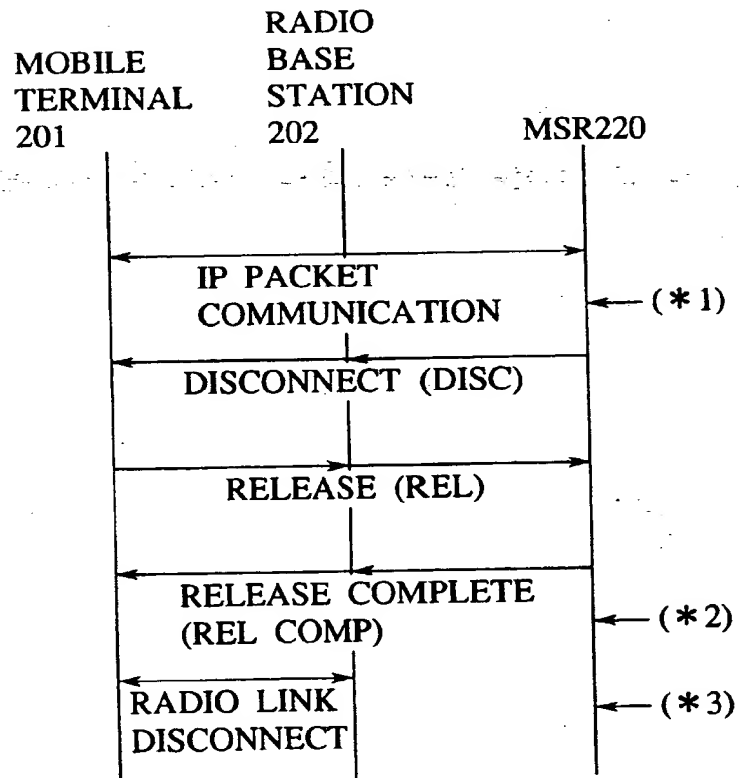 MOBILE
TERMINAL
201
RADIO
BASE
STATION
202
MSR220
IP PACKET
COMMUNICATION
(*1)
DISCONNECT (DISC)
RELEASE (REL)
RELEASE COMPLETE
(REL COMP)
(*2)
RADIO LINK
DISCONNECT
(*3)